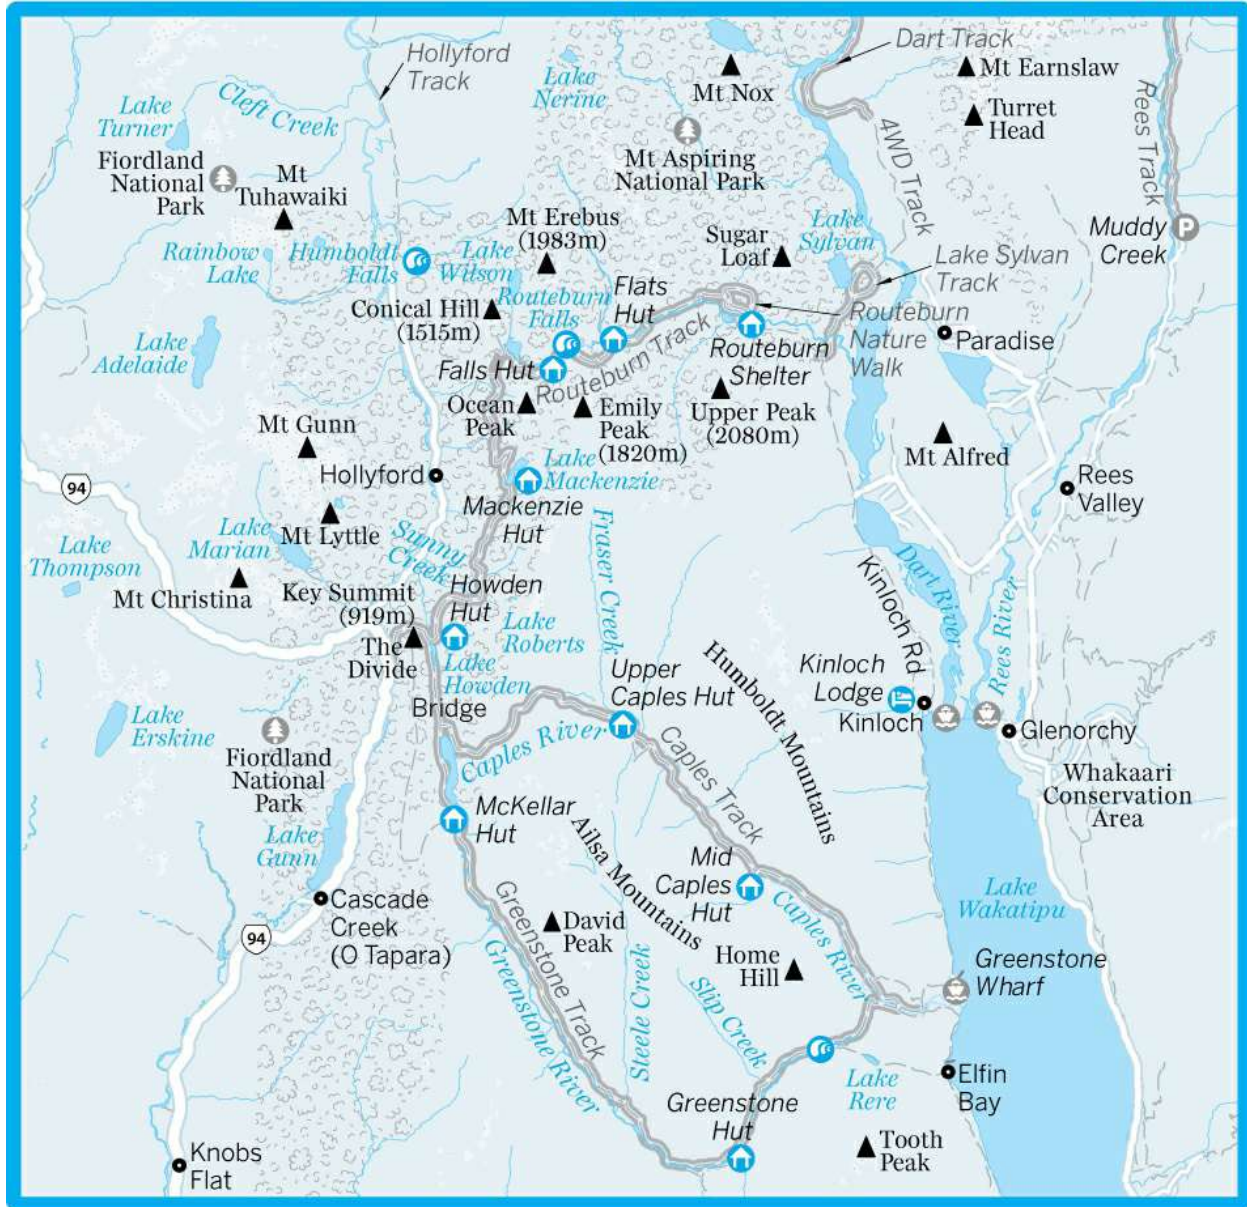 Hollyford
Track
Dart Track
Mt Earnslaw
Lake
Nerine
Mt Nox
Rees Track
Cleft Creek
Lake
Turner
Turret
Head
4WD Track
Fiordland
National
Park
Mt
Tuhawaiki
Mt Aspiring
National Park
Mt Erebus
(1983m)
Sugar
Loaf
Lake
Sylvan
Muddy
Creek
P
Rainbow
Lake
Humboldt
Falls
Lake
Wilson
Lake Sylvan
Track
Flats
Hut
Conical Hill
(1515m)
Routeburn
Falls
Routeburn
Nature
Walk
Paradise
Lake
Adelaide
Falls Hut
Routeburn Track
Routeburn
Shelter
Ocean
Peak
Emily
Peak
(1820m)
Upper Peak
(2080m)
Mt Gunn
Mt Alfred
Hollyford
Lake
Mackenzie
Rees
Valley
94
Mackenzie
Hut
Mt Lyttle
Lake
Marian
Sunny
Creek
Fraser Creek
Lake
Thompson
Mt Christina
Key Summit
(919m)
Howden
Hut
Dart River
Rees River
Kinloch Rd
The
Divide
Lake
Roberts
Lake
Howden
Humboldt Mountains
Upper
Caples Hut
Kinloch
Lodge
Kinloch
Bridge
Lake
Erskine
Glenorchy
Fiordland
National
Park
Caples River
Caples Track
Whakaari
Conservation
Area
McKellar
Hut
Lake
Gunn
Ailsa Mountains
Mid
Caples
Hut
Caples River
Lake
Wakatipu
Cascade
Creek
(O Tapara)
94
Greenstone Track
Greenstone River
David
Peak
Steele Creek
Home
Hill
Slip Creek
Greenstone
Wharf
Lake
Rere
Elfin
Bay
Greenstone
Hut
Tooth
Peak
Knobs
Flat